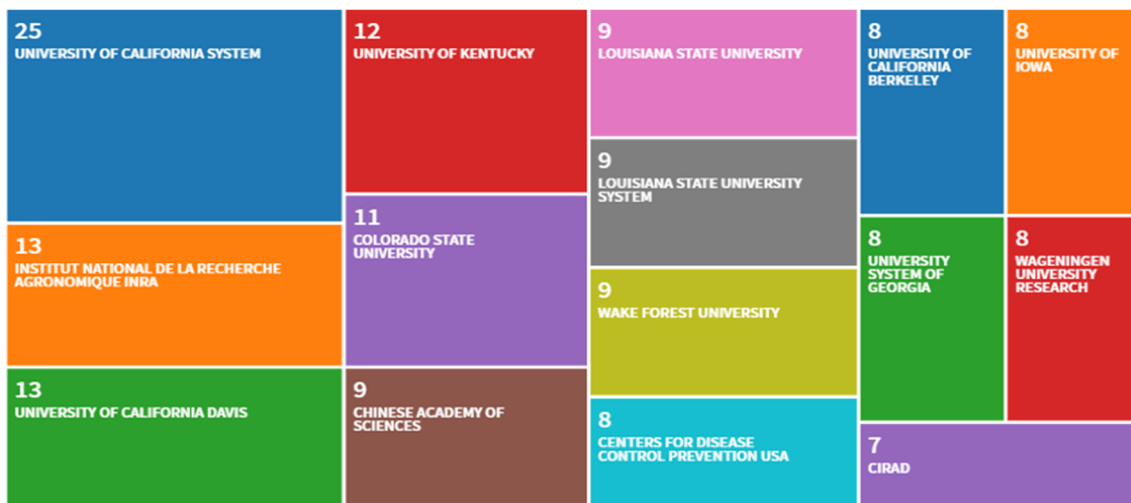 25
UNIVERSITY OF CALIFORNIA SYSTEM
13
INSTITUT NATIONAL DE LA RECHERCHE
AGRONOMIQUE INRA
13
UNIVERSITY OF CALIFORNIA DAVIS
12
UNIVERSITY OF KENTUCKY
11
COLORADO STATE
UNIVERSITY
9
CHINESE ACADEMY OF
SCIENCES
9
LOUISIANA STATE UNIVERSITY
9
LOUISIANA STATE UNIVERSITY
SYSTEM
9
WAKE FOREST UNIVERSITY
8
CENTERS FOR DISEASE
CONTROL PREVENTION USA
8
UNIVERSITY OF
CALIFORNIA
BERKELEY
8
UNIVERSITY OF
IOWA
8
UNIVERSITY
SYSTEM OF
GEORGIA
8
WAGENINGEN
UNIVERSITY
RESEARCH
7
CIRAD